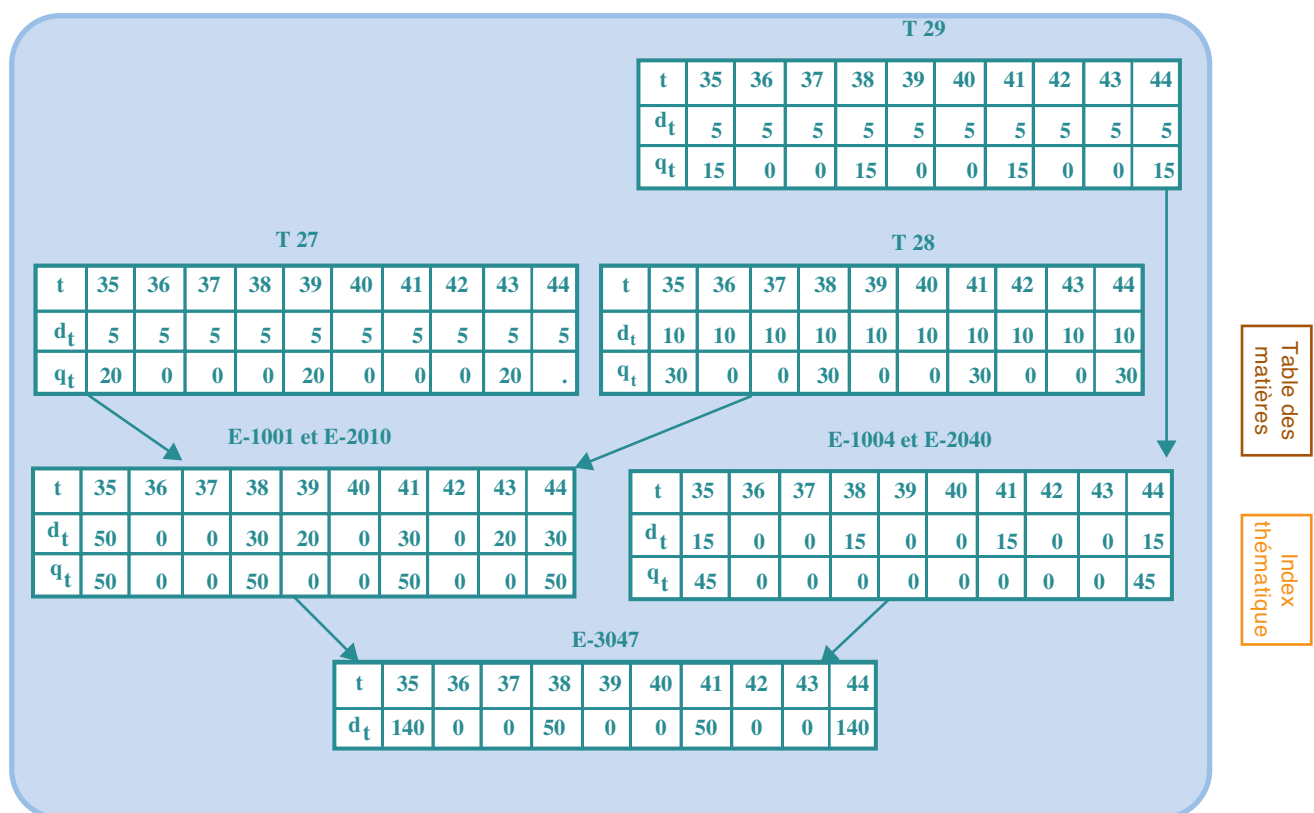 T 29
t 35 36 37 38 39 40 41 42 43 44
dt 5 5 5 5 5 5 5 5 5 5
qt 15 0 0 15 0 0 15 0 0 15
T 27
t 35 36 37 38 39 40 41 42 43 44
dt 5 5 5 5 5 5 5 5 5 5
qt 20 0 0 0 20 0 0 0 20 .
T 28
t 35 36 37 38 39 40 41 42 43 44
dt 10 10 10 10 10 10 10 10 10 10
qt 30 0 0 30 0 0 30 0 0 30
E-1001 et E-2010
t 35 36 37 38 39 40 41 42 43 44
dt 50 0 0 30 20 0 30 0 20 30
qt 50 0 0 50 0 0 50 0 0 50
E-1004 et E-2040
t 35 36 37 38 39 40 41 42 43 44
dt 15 0 0 15 0 0 15 0 0 15
qt 45 0 0 0 0 0 0 0 0 45
E-3047
t 35 36 37 38 39 40 41 42 43 44
dt 140 0 0 50 0 0 50 0 0 140
Table des
matières
Index
thématique